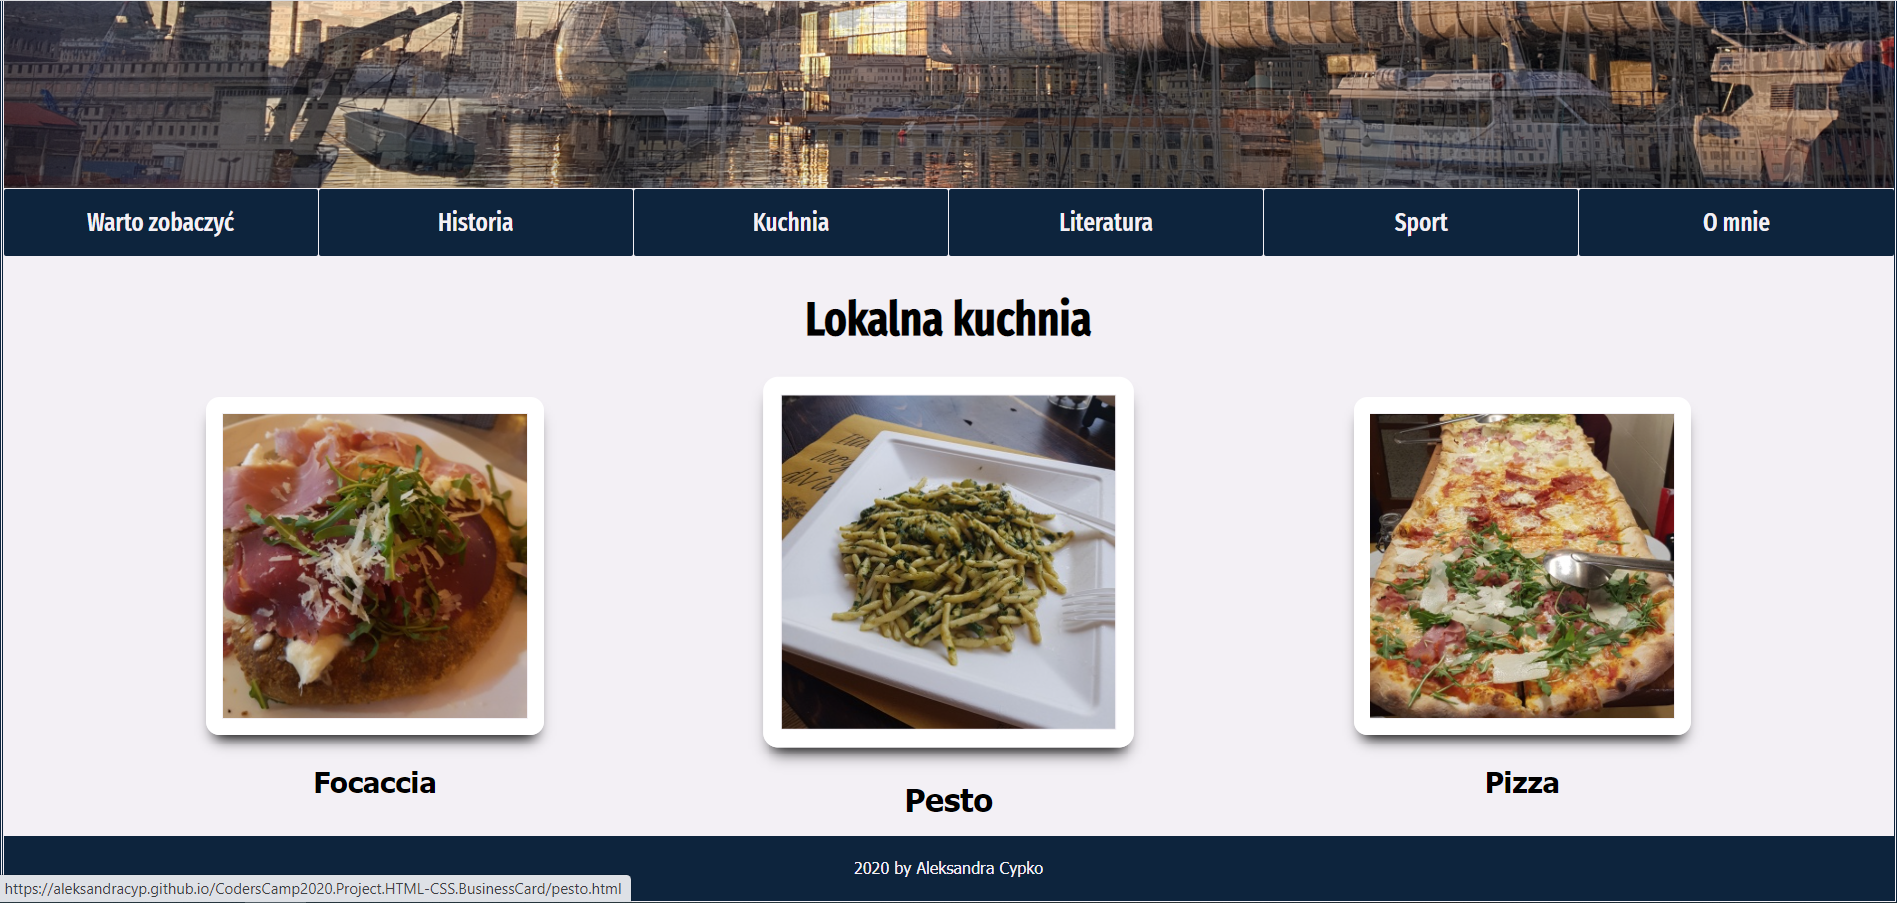 Warto zobaczyć
Historia
Kuchnia
Literatura
Sport
O mnie
Lokalna kuchnia
Focaccia
Pesto
Pizza
2020 by Aleksandra Cypko
https://aleksandracyp.github.io/CodersCamp2020.Project.HTML-CSS.BusinessCard/pesto.html